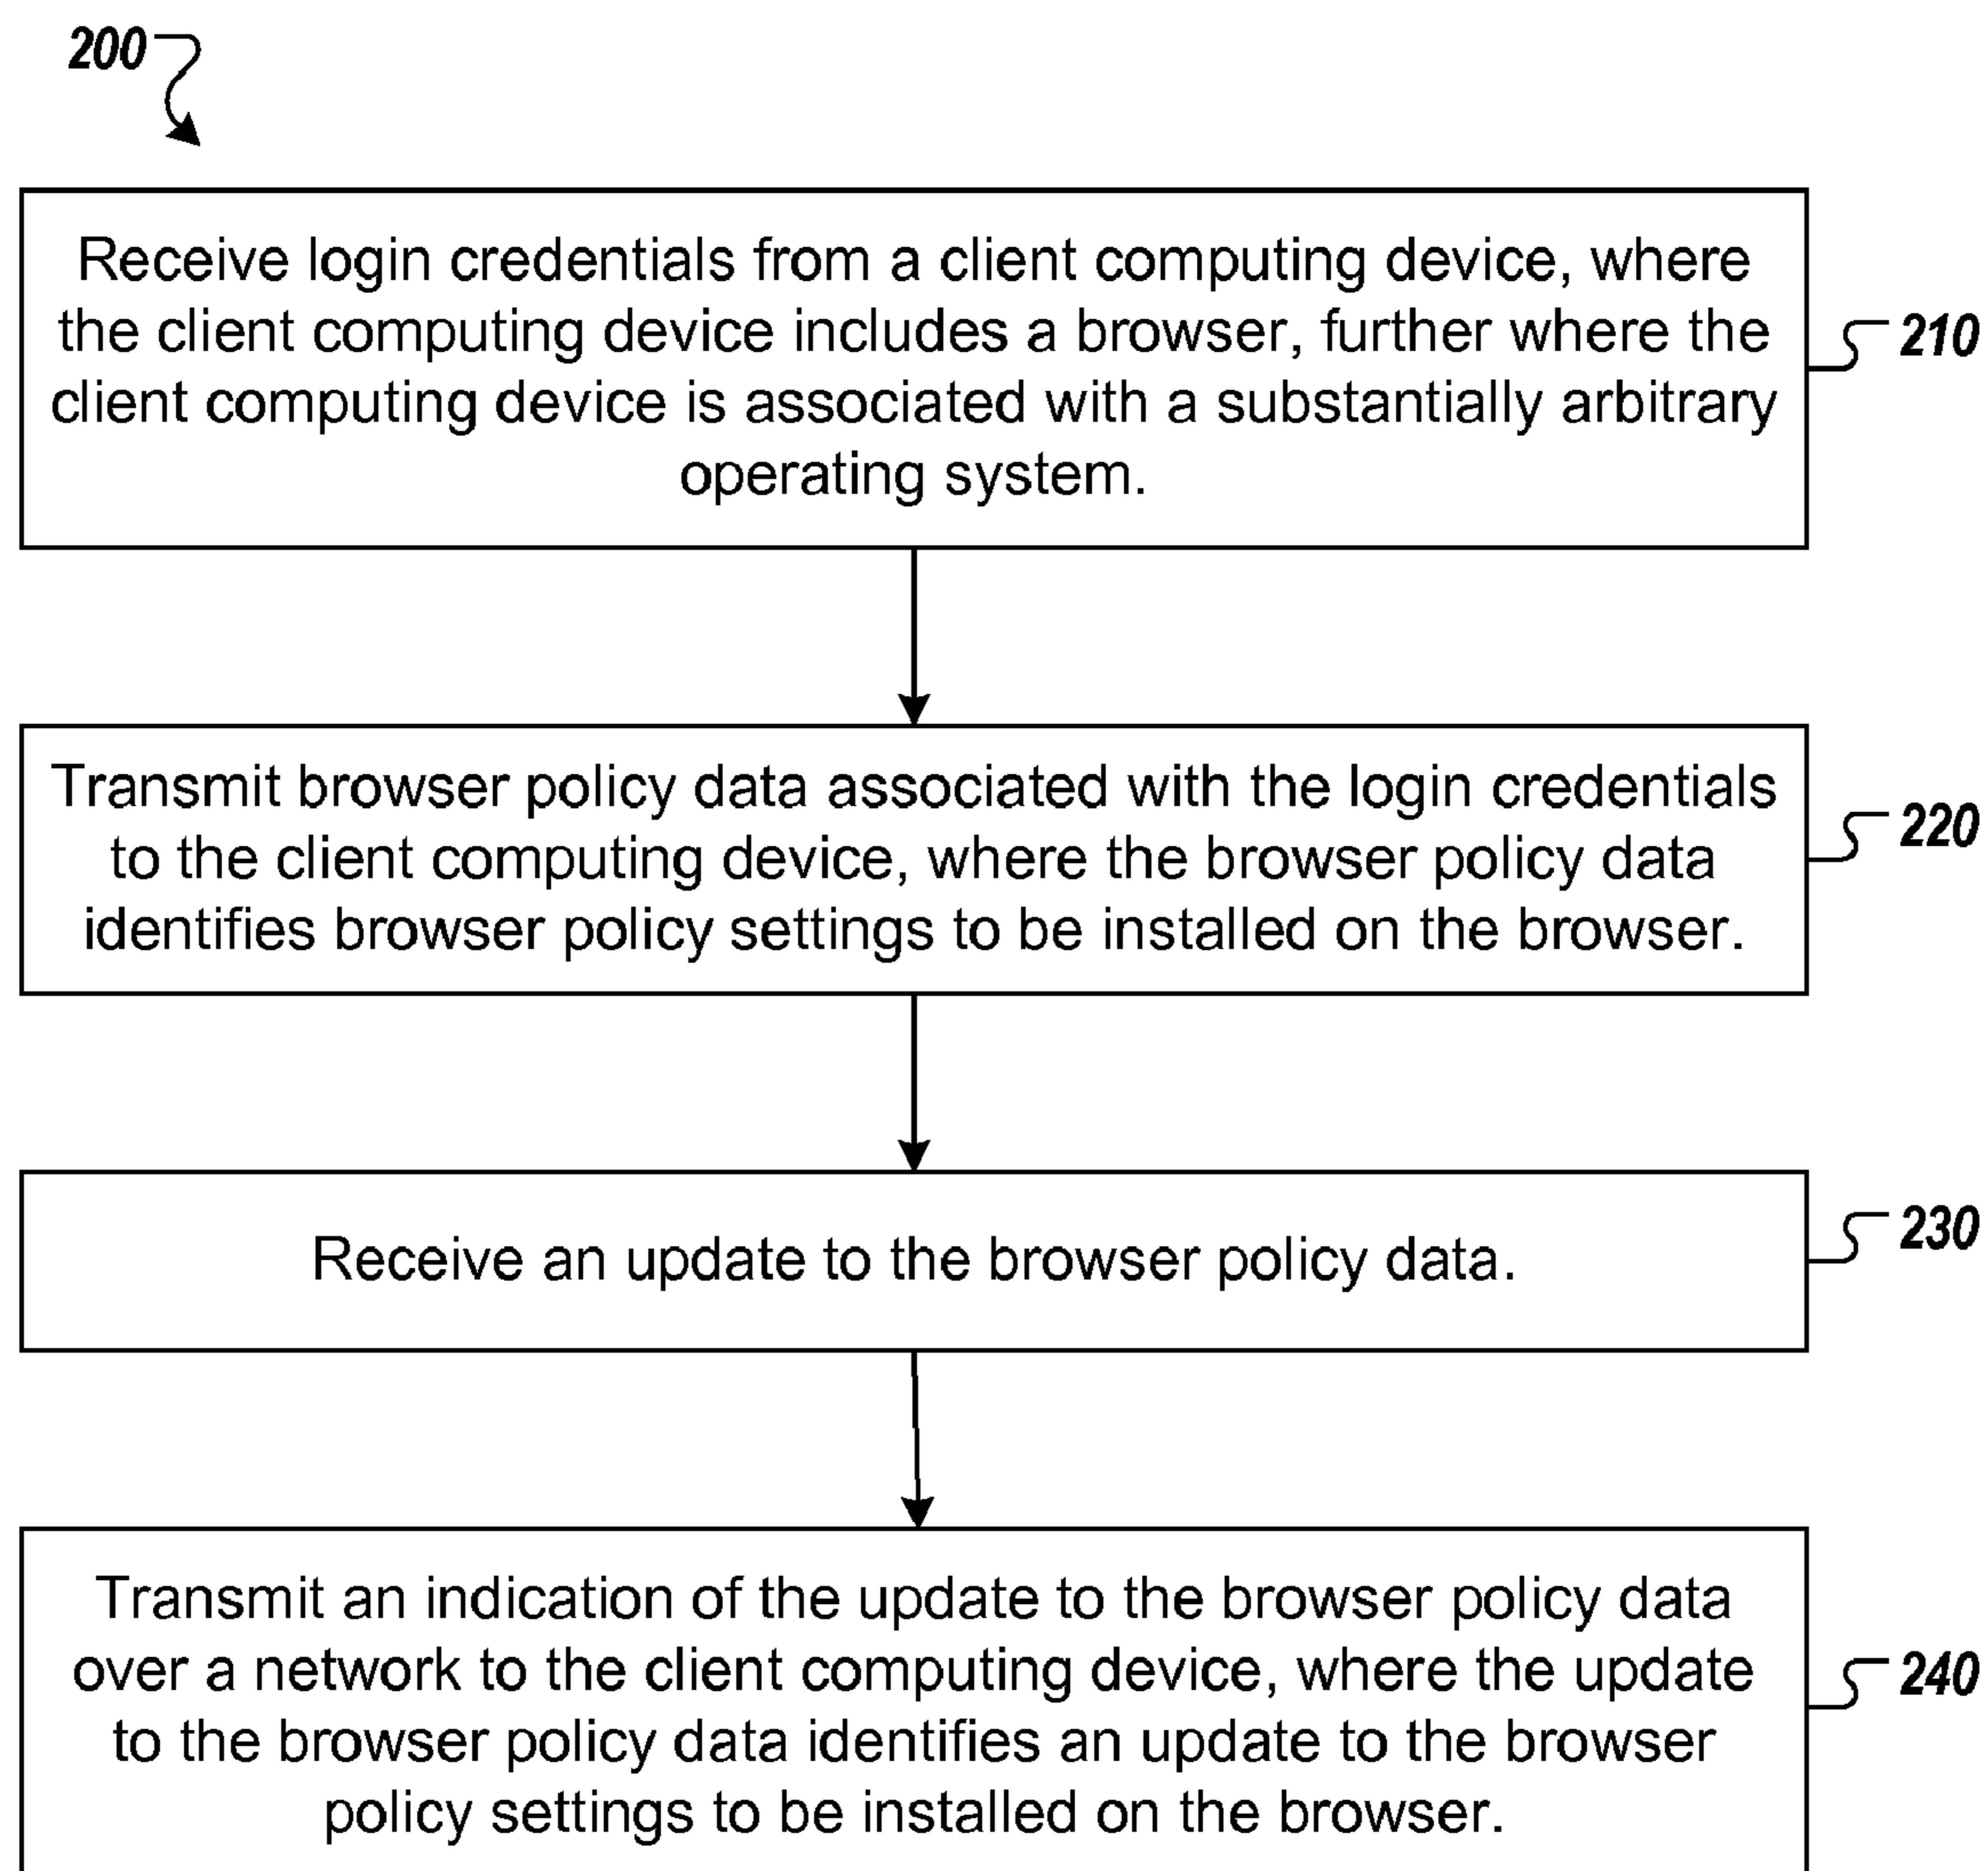 200
Receive login credentials from a client computing device, where
the client computing device includes a browser, further where the
client computing device is associated with a substantially arbitrary
operating system.
210
Transmit browser policy data associated with the login credentials
to the client computing device, where the browser policy data
identifies browser policy settings to be installed on the browser.
220
Receive an update to the browser policy data.
230
Transmit an indication of the update to the browser policy data
over a network to the client computing device, where the update
to the browser policy data identifies an update to the browser
policy settings to be installed on the browser.
240